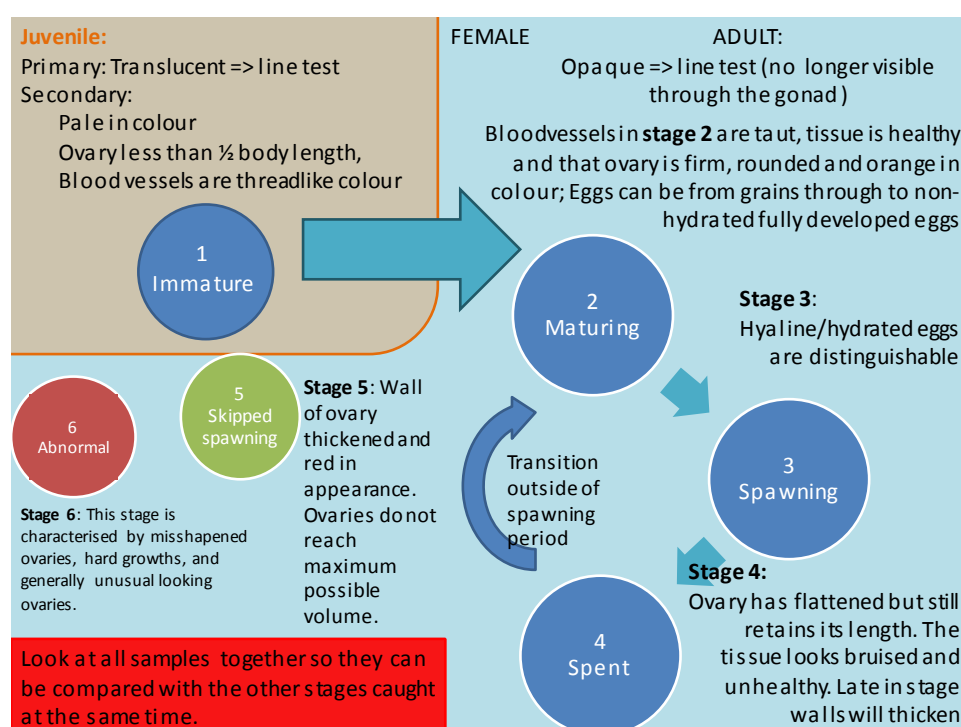 Juvenile:
Primary: Translucent => line test
Secondary:
Pale in colour
Ovary less than ½ body length,
Blood vessels are threadlike colour
1
Immature
FEMALE
ADULT:
Opaque => line test (no longer visible
through the gonad )
Bloodvessels in stage 2 are taut, tissue is healthy
and that ovary is firm, rounded and orange in
colour; Eggs can be from grains through to non-
hydrated fully developed eggs
2
Maturing
Stage 3:
Hyaline/hydrated eggs
are distinguishable
3
Spawning
Transition
outside of
spawning
period
Stage 4:
Ovary has flattened but still
retains its length. The
tissue looks bruised and
unhealthy. Late in stage
walls will thicken
4
Spent
5
Skipped
spawning
Stage 5: Wall
of ovary
thickened and
red in
appearance.
Ovaries do not
reach
maximum
possible
volume.
6
Abnormal
Stage 6: This stage is
characterised by misshapened
ovaries, hard growths, and
generally unusual looking
ovaries.
Look at all samples together so they can
be compared with the other stages caught
at the same time.